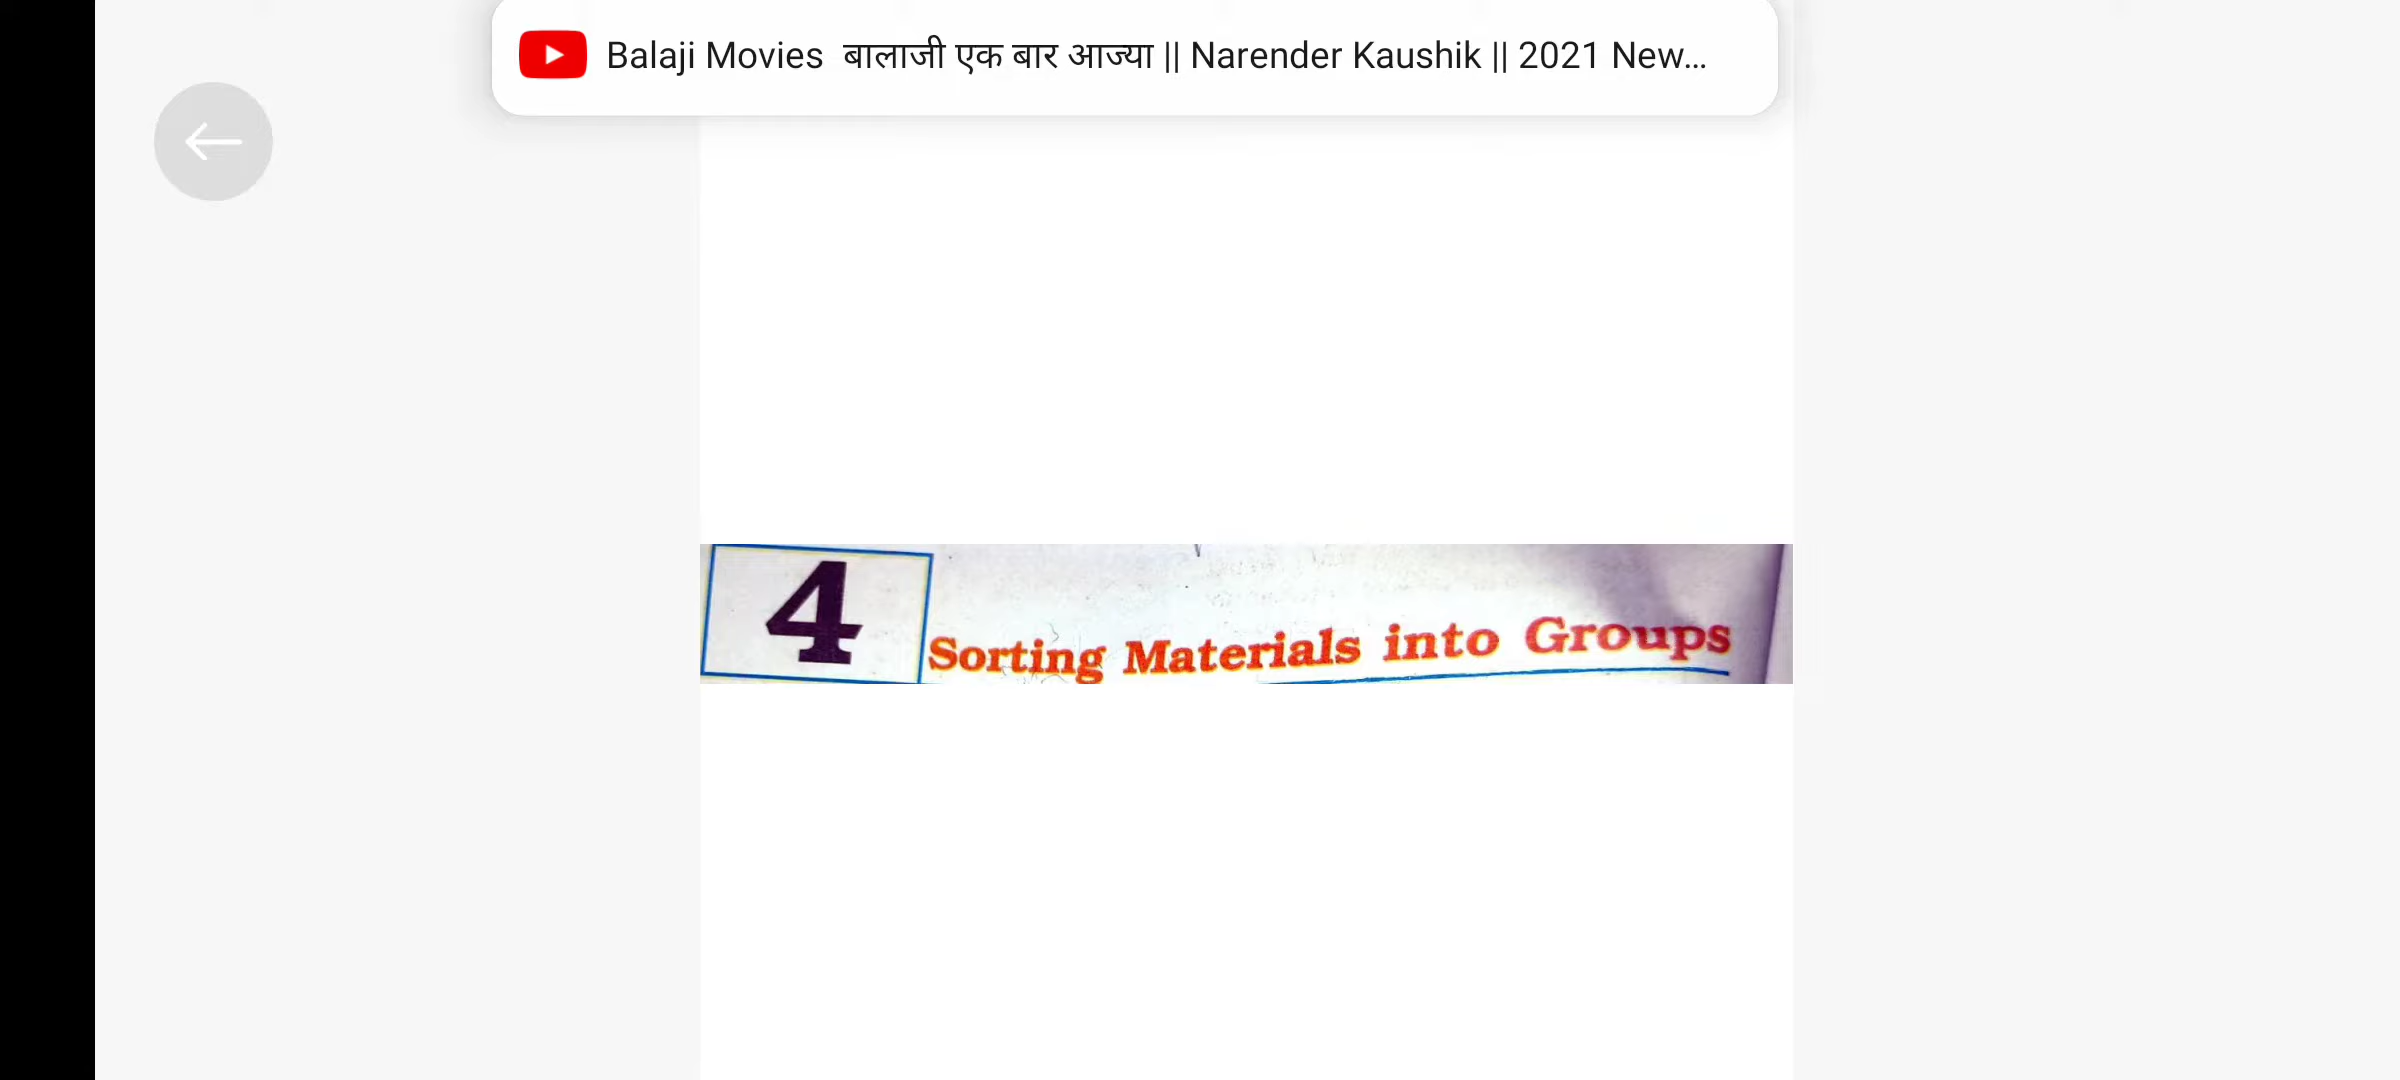 Balaji Movies बालाजी एक बार आज्या || Narender Kaushik || 2021 New...
4
Sorting Materials into Groups